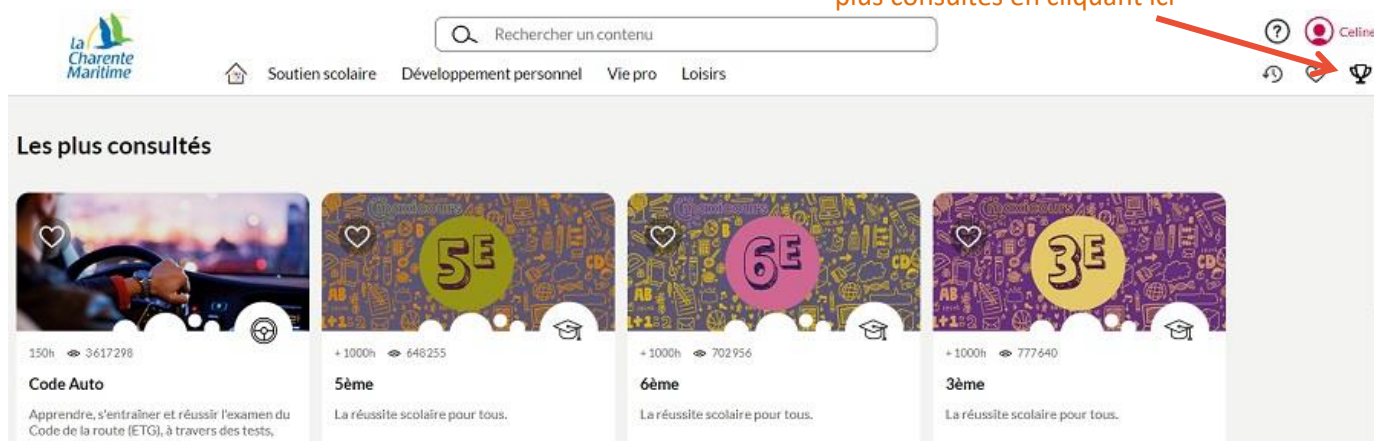 plus consultés en cliquant ici
La
Charente
Maritime
Rechercher un contenu
Celine
Soutien scolaire Développement personnel Vie pro Loisirs
Les plus consultés
maxicours
5E
maxicours
6E
maxicours
3E
150h 3617298
+ 1000h 648255
+ 1000h 702956
+ 1000h 777640
Code Auto
5ème
6ème
3ème
Apprendre, s'entraîner et réussir l'examen du
Code de la route (ETG), à travers des tests,
La réussite scolaire pour tous.
La réussite scolaire pour tous.
La réussite scolaire pour tous.